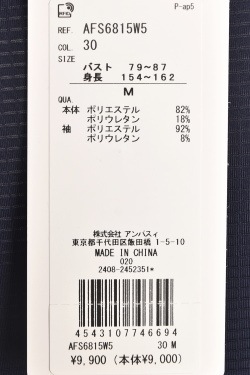 P-ap5
REF. AFS6815W5
COL. 30
SIZE
バスト 79~87
身長 154~162
M
QUA.
本体 ポリエステル 82%
ポリウレタン 18%
袖 ポリエステル 92%
ポリウレタン 8%
株式会社 アンパスィ
東京都千代田区飯田橋 1-5-10
MADE IN CHINA
020
2408-2452351*
4543107746694
AFS6815W5 30 M
¥9,900 (本体¥9,000)